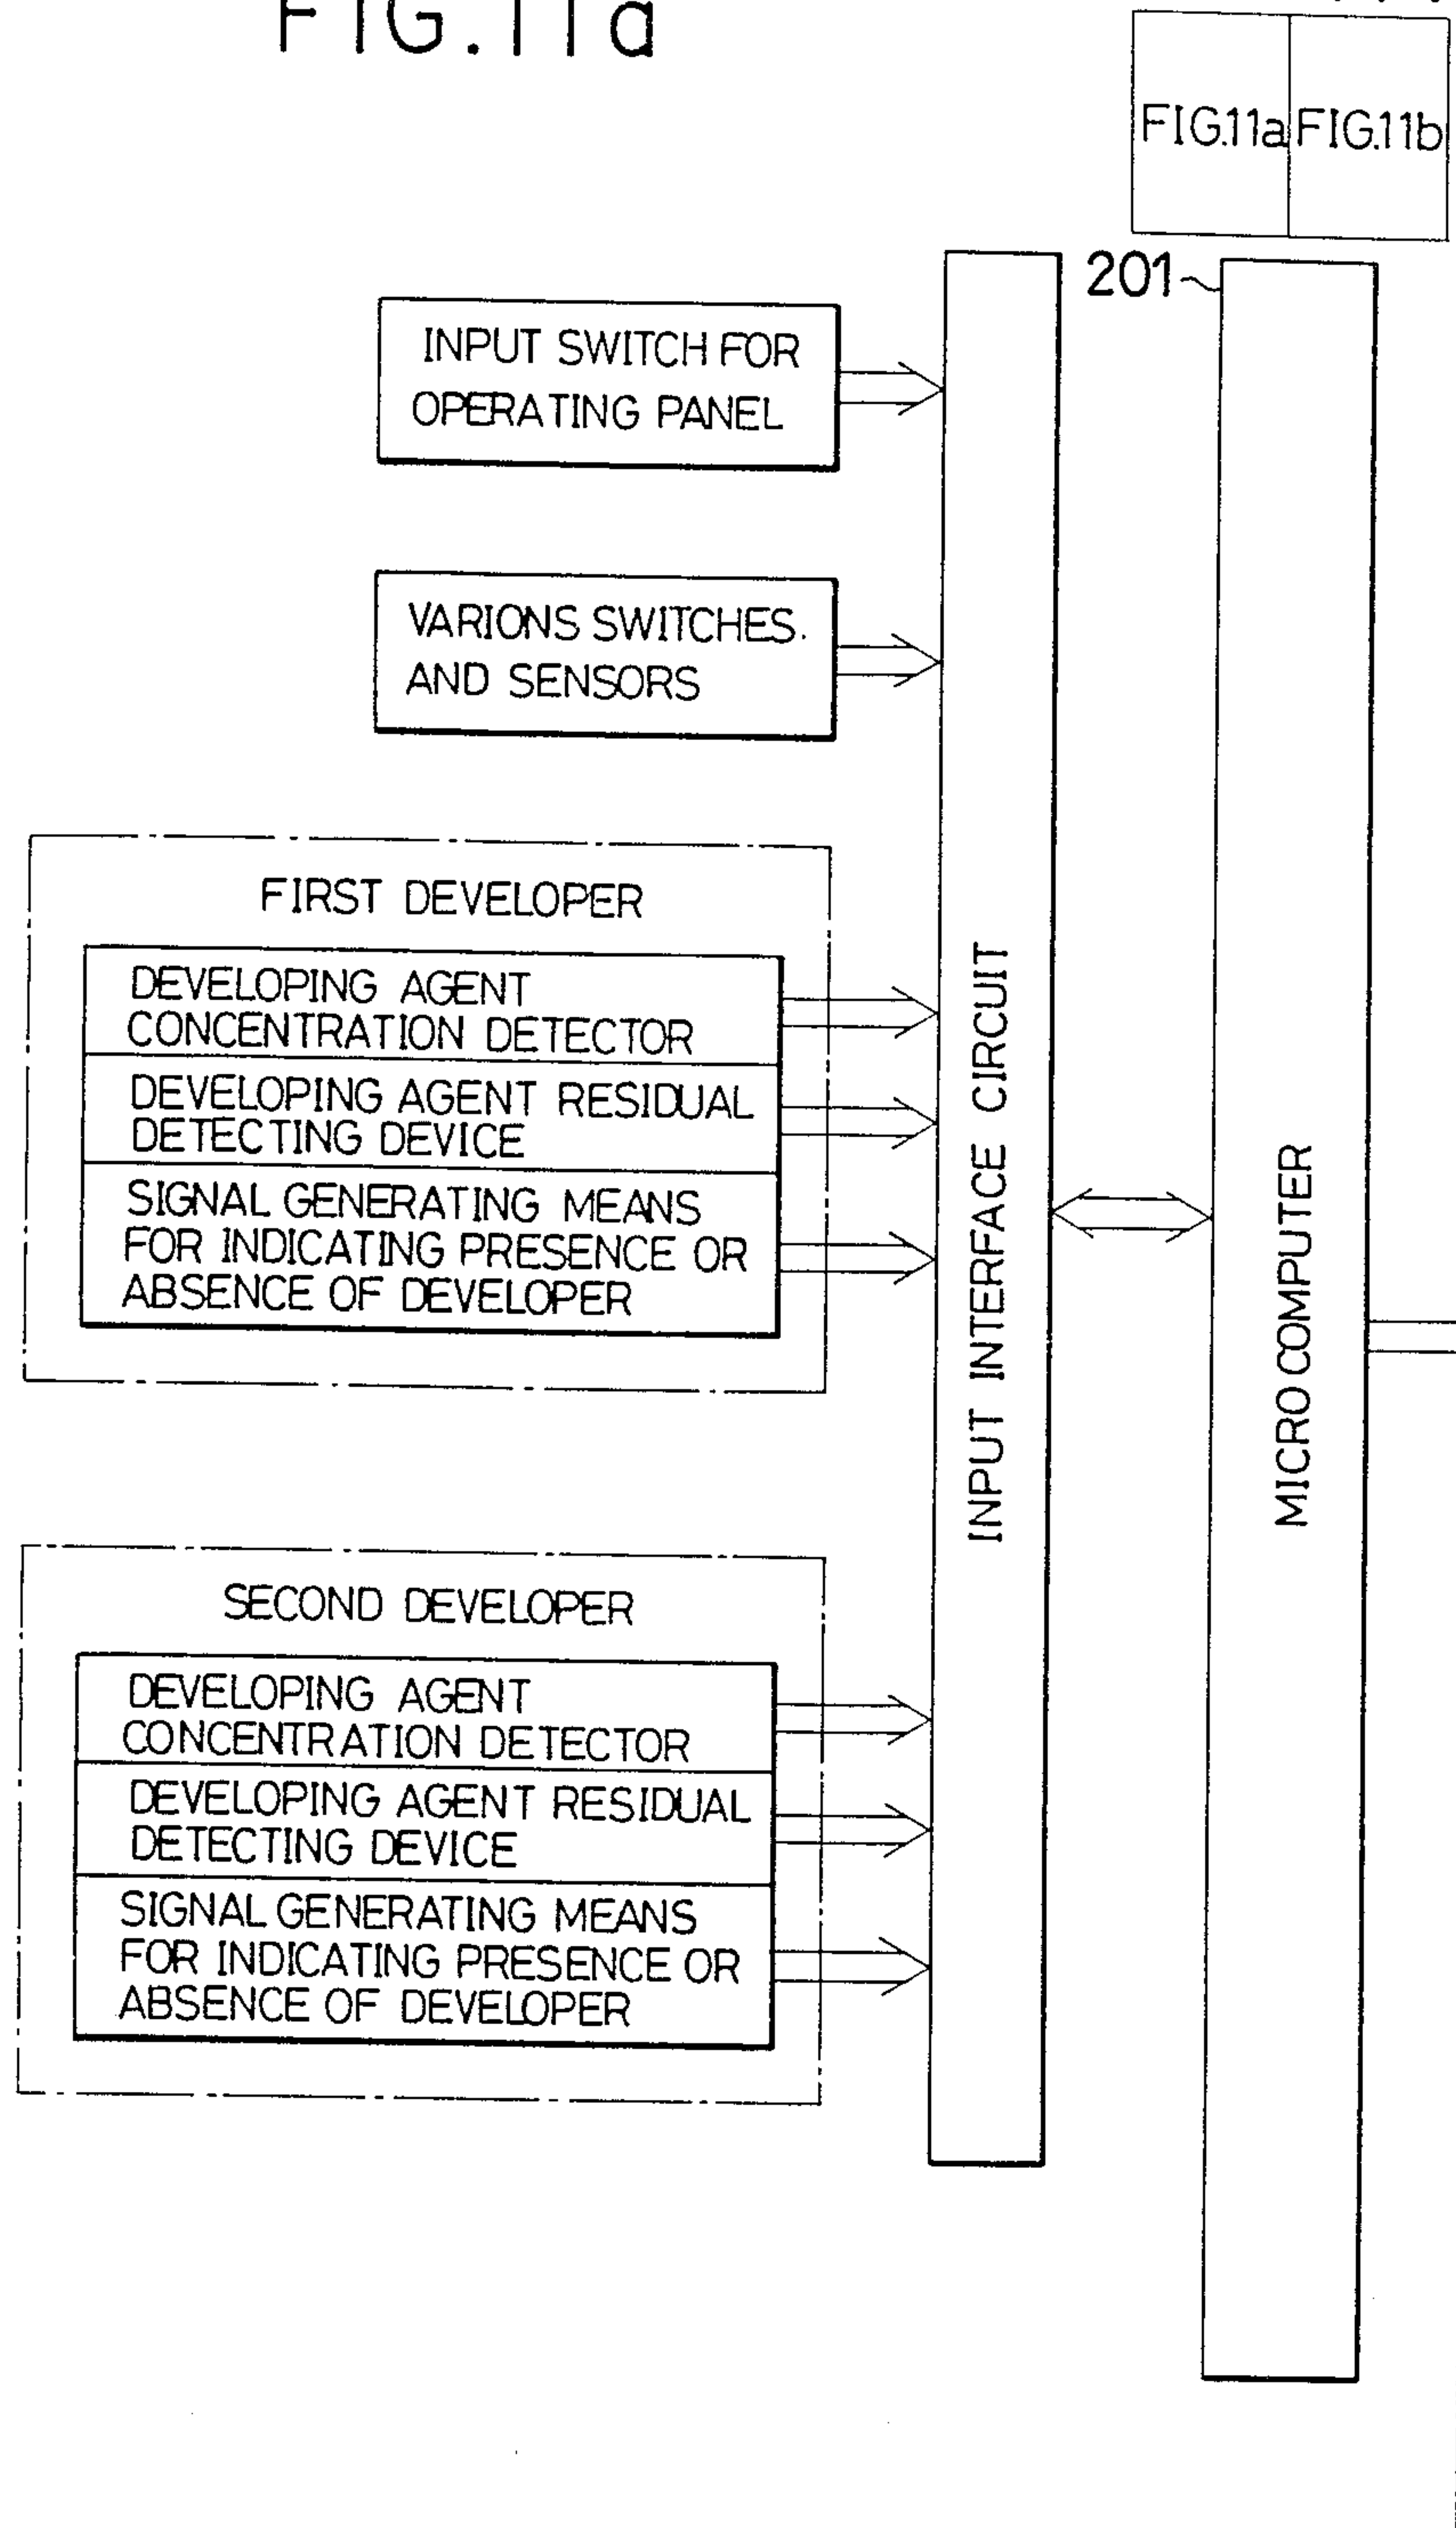 FIG.11a
FIG.11a FIG.11b
201
INPUT SWITCH FOR
OPERATING PANEL
VARIONS SWITCHES.
AND SENSORS
FIRST DEVELOPER
DEVELOPING AGENT
CONCENTRATION DETECTOR
DEVELOPING AGENT RESIDUAL
DETECTING DEVICE
SIGNAL GENERATING MEANS
FOR INDICATING PRESENCE OR
ABSENCE OF DEVELOPER
SECOND DEVELOPER
DEVELOPING AGENT
CONCENTRATION DETECTOR
DEVELOPING AGENT RESIDUAL
DETECTING DEVICE
SIGNAL GENERATING MEANS
FOR INDICATING PRESENCE OR
ABSENCE OF DEVELOPER
INPUT INTERFACE CIRCUIT
MICRO COMPUTER